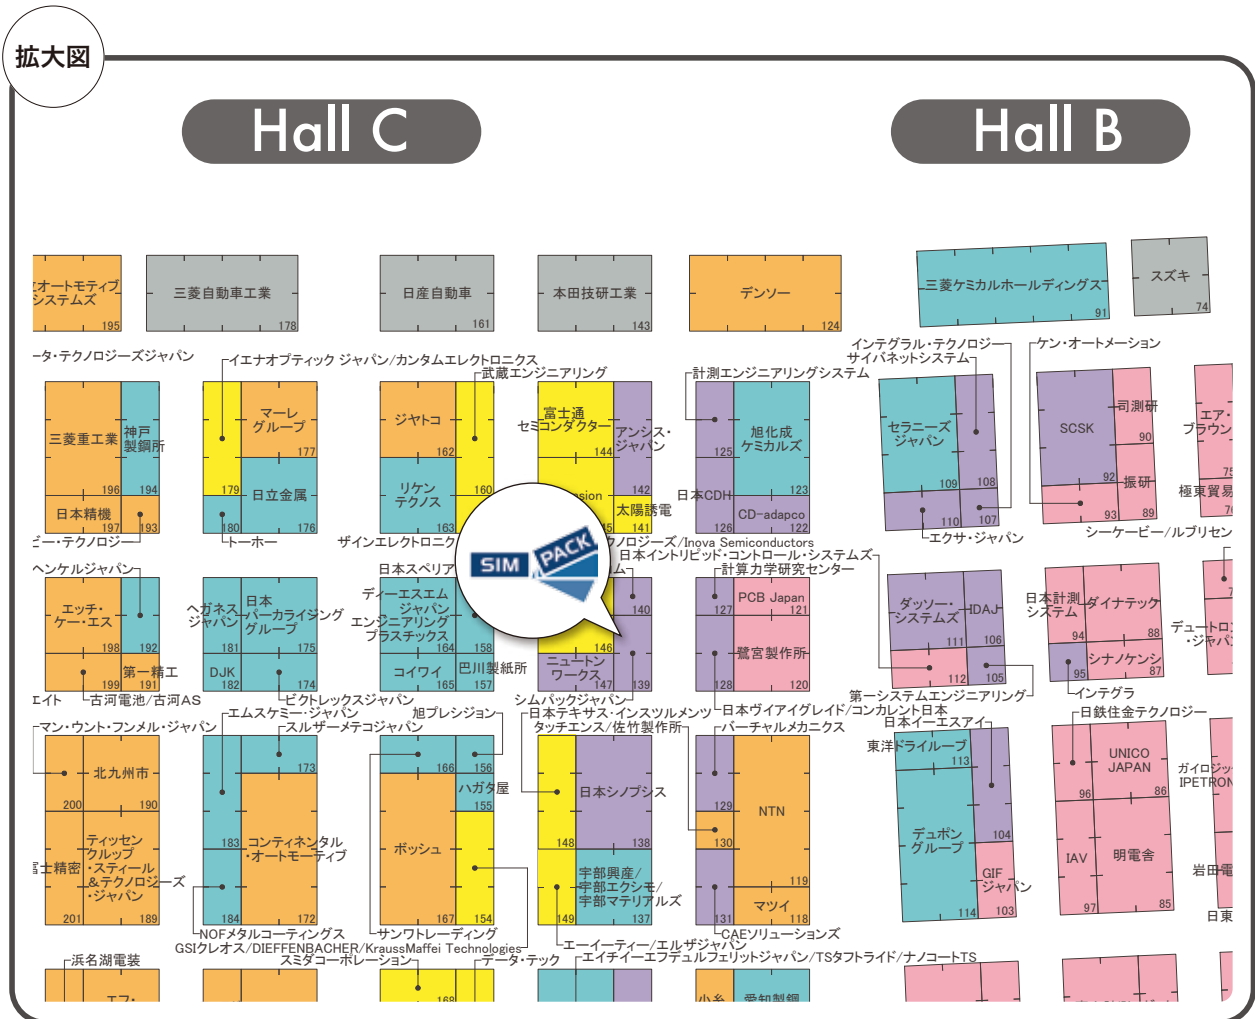 拡大図
Hall C
Hall B
オートモティブ
システムズ
195
三菱自動車工業
178
日産自動車
161
本田技研工業
143
デンソー
124
三菱ケミカルホールディングス
91
スズキ
74
ータ・テクノロジーズジャパン
イエナオプティック ジャパン/カンタムエレクトロニクス
武蔵エンジニアリング
計測エンジニアリングシステム
インテグラル・テクノロジー
サイバネットシステム
ケン・オートメーション
三菱重工業
196
神戸
製鋼所
194
日本精機
197
193
179
マーレ
グループ
177
日立金属
176
180
トーホー
ジヤトコ
162
リケン
テクノス
163
160
富士通
セミコンダクター
144
アンシス・
ジャパン
142
sion
太陽誘電
141
125
旭化成
ケミカルズ
123
日本CDH
126
CD-adapco
122
セラニーズ
ジャパン
109
108
110
107
エクサ・ジャパン
SCSK
92
司測研
90
振研
89
93
エア・
ブラウン
75
極東貿易
シーケービー/ルブリセン
ビー・テクノロジー
ザインエレクトロニク
クノロジーズ/Inova Semiconductors
日本イントリピッド・コントロール・システムズ
計算力学研究センター
ヘンケルジャパン
日本スペリア
エッチ・
ケー・エス
198
192
199
第一精工
191
エイト
古河電池/古河AS
ヘガネス
ジャパン
181
日本
パーカライジング
グループ
175
DJK
182
174
ビクトレックスジャパン
ディーエスエム
ジャパン
エンジニアリング
プラスチックス
164
158
コイワイ
165
巴川製紙所
157
SIM PACK
ム
140
146
ニュートン
ワークス
147
139
シムパックジャパン
127
PCB Japan
121
128
鷺宮製作所
120
日本ヴイアイグレイド/コンカレント日本
ダッソー・
システムズ
111
IDAJ
106
112
105
第一システムエンジニアリング
日本計測
システム
94
ダイナテック
88
95
シナノケンシ
87
インテグラ
デュートロン
・ジャパン
マン・ウント・フンメル・ジャパン
エムスケミー・ジャパン
スルザーメテコジャパン
旭プレシジョン
日本テキサス・インスツルメンツ
タッチエンス/佐竹製作所
バーチャルメカニクス
日本イーエスアイ
日鉄住金テクノロジー
200
北九州市
190
富士精密
201
ティッセン
クルップ
・スティール
&テクノロジーズ
・ジャパン
189
183
173
184
コンティネンタル
・オートモーティブ
172
NOFメタルコーティングス
166
156
ハガタ屋
155
ボッシュ
167
154
サンワトレーディング
GSIクレオス/DIEFFENBACHER/KraussMaffei Technologies
148
日本シノプシス
138
149
宇部興産/
宇部エクシモ/
宇部マテリアルズ
137
エーイーティー/エルザジャパン
129
130
NTN
119
131
マツイ
118
CAEソリューションズ
東洋ドライルーブ
113
104
デュポン
グループ
114
GIF
ジャパン
103
96
UNICO
JAPAN
86
IAV
97
明電舎
85
ガイロジッ
IPETRON
岩田電
日東
浜名湖電装
スミダコーポレーション
データ・テック
エイチイーエフデュルフェリットジャパン/TSタフトライド/ナノコートTS
エフ・
168
小糸
愛知製鋼